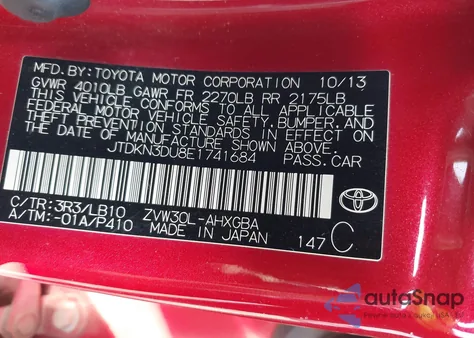 MFD. BY: TOYOTA MOTOR CORPORATION 10/13
GVWR 4010LB GAWR FR 2270LB RR 2175LB
THIS VEHICLE CONFORMS TO ALL APPLICABLE
FEDERAL MOTOR VEHICLE SAFETY, BUMPER, AND
THEFT PREVENTION STANDARDS IN EFFECT ON
THE DATE OF MANUFACTURE SHOWN ABOVE.
JTDKN3DU8E1741684 PASS.CAR
C/TR: 3R3/LB10 ZVW30L-AHXGBA
A/TM:-01A/P410 MADE IN JAPAN 147 C
TOYOTA
autoSnap